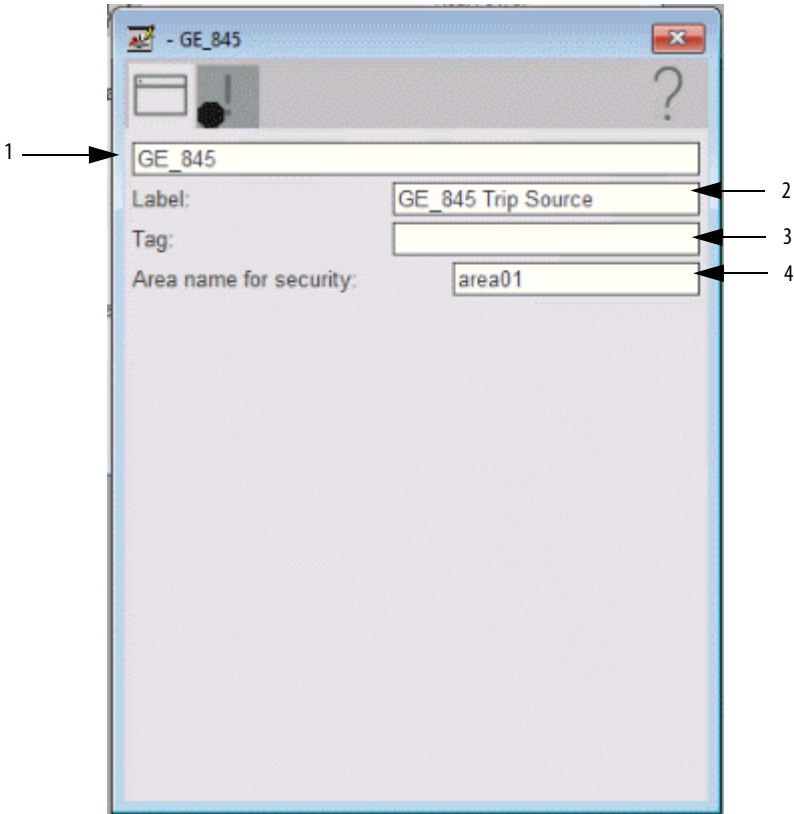 - GE_845
1
GE_845
Label:
GE_845 Trip Source
2
Tag:
3
Area name for security:
area01
4